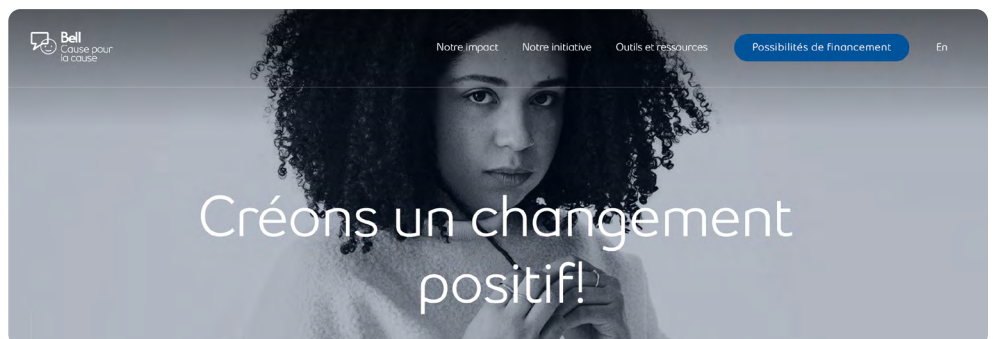 Bell
Cause pour
la cause
Notre impact
Notre initiative
Outils et ressources
Possibilités de financement
En
Créons un changement
positif!